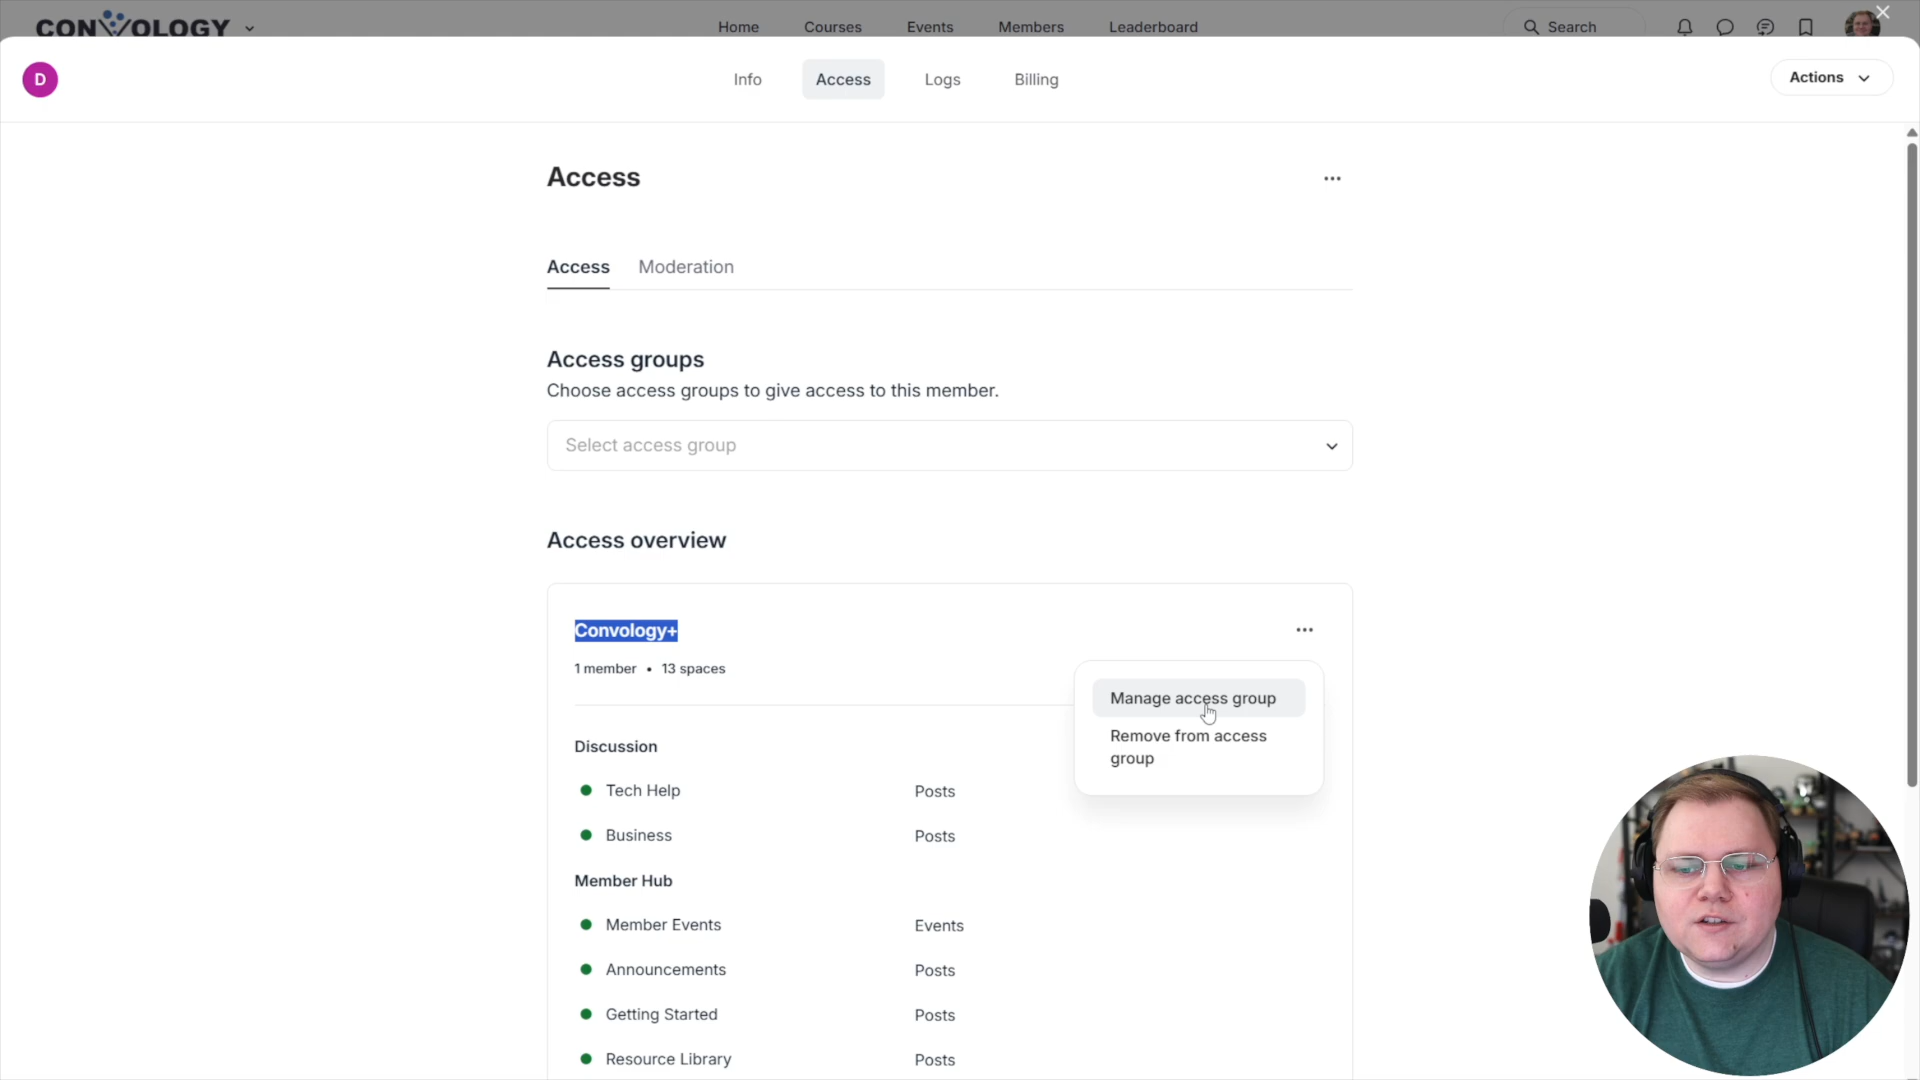 CONVOLOGY
Home
Courses
Events
Members
Leaderboard
Search
D
Info
Access
Logs
Billing
Actions
Access
Access
Moderation
Access groups
Choose access groups to give access to this member.
Select access group
Access overview
Convology+
1 member • 13 spaces
Manage access group
Remove from access
group
Discussion
Tech Help
Posts
Business
Posts
Member Hub
Member Events
Events
Announcements
Posts
Getting Started
Posts
Resource Library
Posts